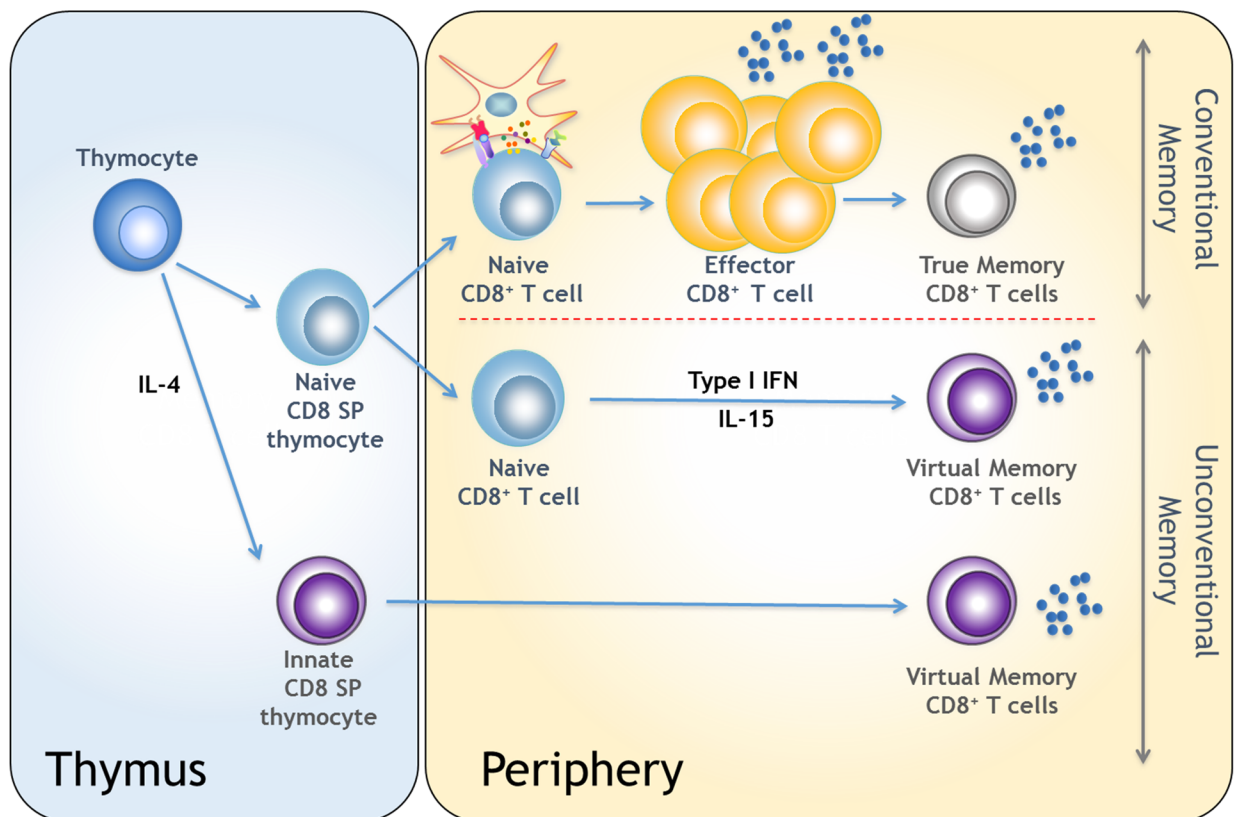 Thymocyte
IL-4
Naive
CD8 SP
thymocyte
Innate
CD8 SP
thymocyte
Thymus
Naive
CD8⁺ T cell
Effector
CD8⁺ T cell
True Memory
CD8⁺ T cells
Conventional
Memory
Naive
CD8⁺ T cell
Type I IFN
IL-15
Virtual Memory
CD8⁺ T cells
Virtual Memory
CD8⁺ T cells
Unconventional
Memory
Periphery